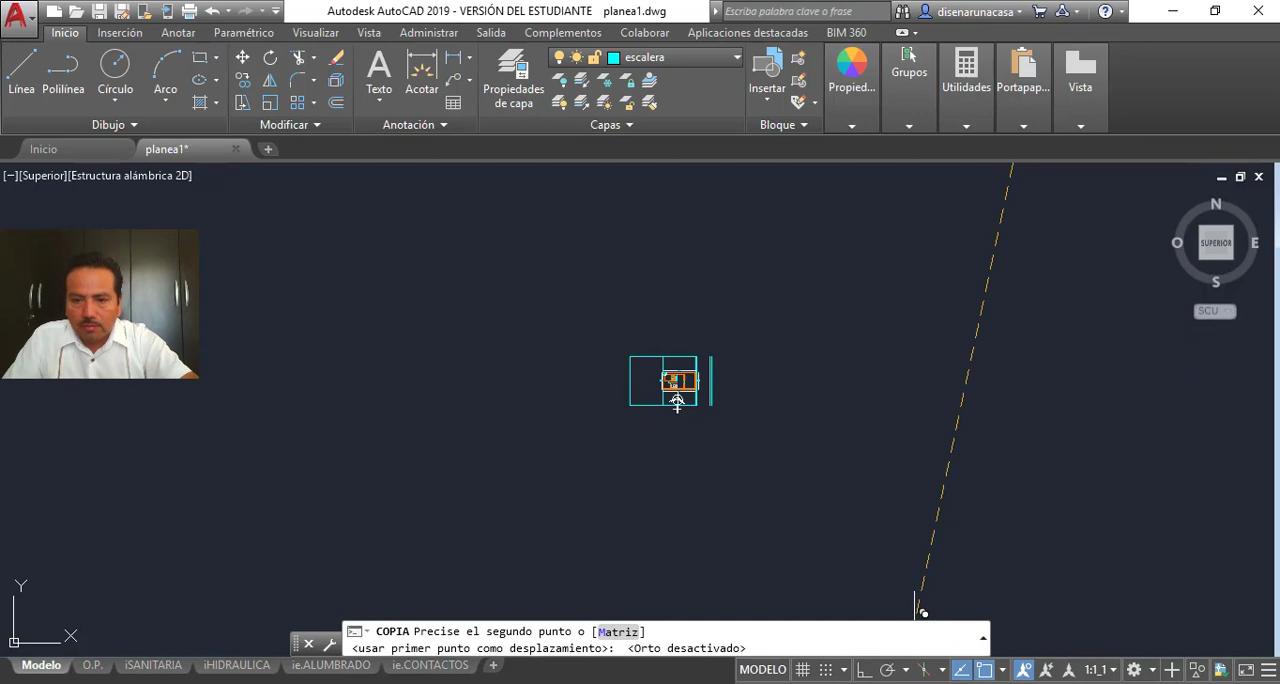 Autodesk AutoCAD 2019 - VERSIÓN DEL ESTUDIANTE planea1.dwg
Escriba palabra clave o frase
disenarunacasa
Inicio Inserción Anotar Paramétrico Visualizar Vista Administrar Salida Complementos Colaborar Aplicaciones destacadas BIM 360
escalera
Línea Polilínea Círculo Arco
Texto Acotar
Propiedades de capa
Insertar
Propied... Grupos Utilidades Portapap... Vista
Dibujo Modificar Anotación Capas Bloque
Inicio planea1*
[−][Superior][Estructura alámbrica 2D]
N
O SUPERIOR E
S
SCU
Y
X
COPIA Precise el segundo punto o [Matriz]
<usar primer punto como desplazamiento>: <Orto desactivado>
Modelo O.P. iSANITARIA iHIDRAULICA ie.ALUMBRADO ie.CONTACTOS
MODELO 1:1_1